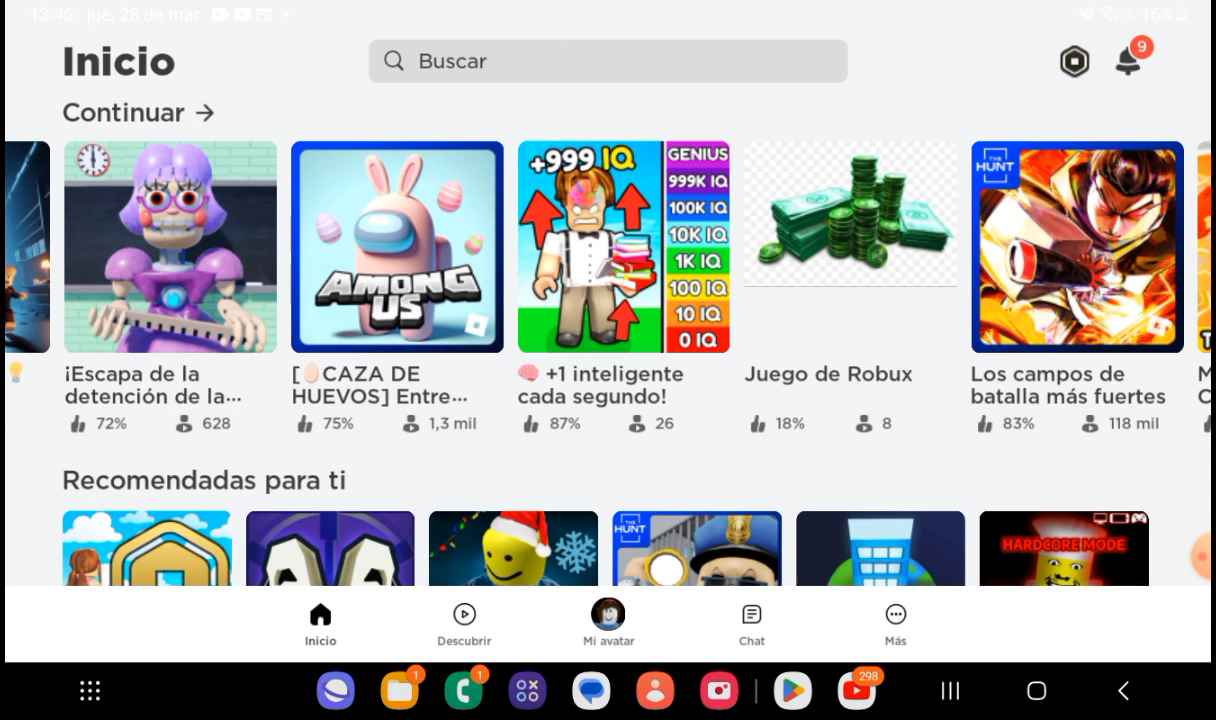 13:46 jue, 28 de mar
16%
Inicio
Buscar
9
Continuar →
AMONG US
+999 IQ
GENIUS
999K IQ
100K IQ
10K IQ
1K IQ
100 IQ
10 IQ
0 IQ
THE HUNT
¡Escapa de la
detención de la...
[🥚CAZA DE
HUEVOS] Entre...
🧠 +1 inteligente
cada segundo!
Juego de Robux
Los campos de
batalla más fuertes
M
C
72% 628
75% 1,3 mil
87% 26
18% 8
83% 118 mil
Recomendadas para ti
THE HUNT
HARDCORE MODE
Inicio
Descubrir
Mi avatar
Chat
Más
1
1
298